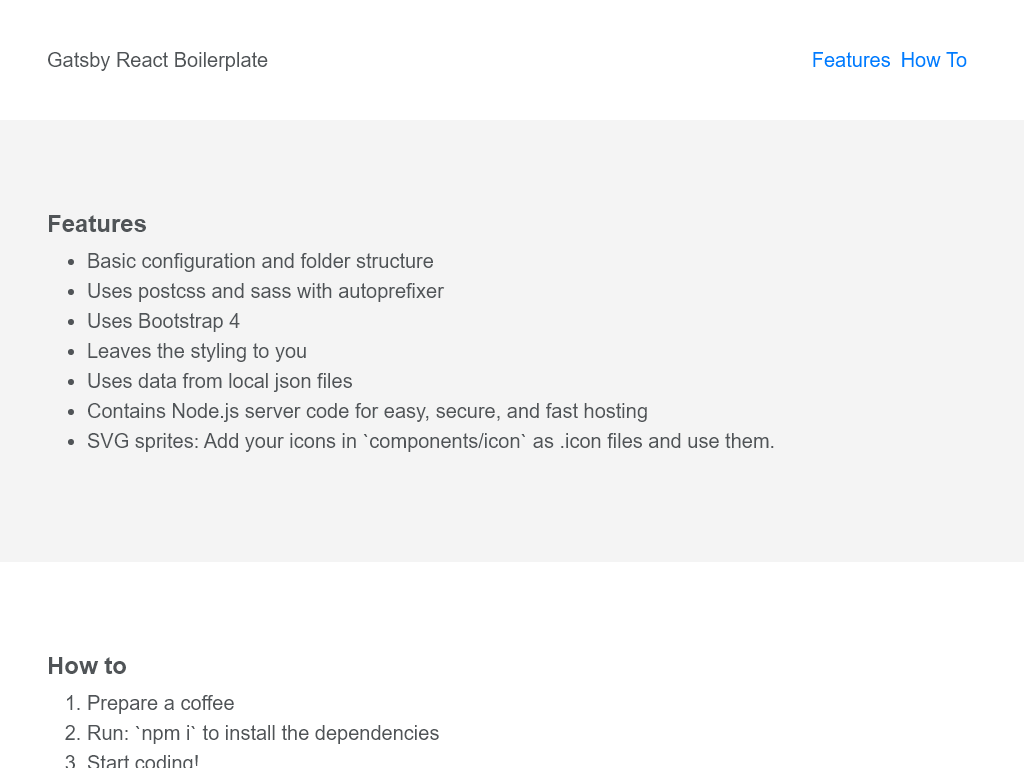 Gatsby React Boilerplate
Features How To
Features
Basic configuration and folder structure
Uses postcss and sass with autoprefixer
Uses Bootstrap 4
Leaves the styling to you
Uses data from local json files
Contains Node.js server code for easy, secure, and fast hosting
SVG sprites: Add your icons in `components/icon` as .icon files and use them.
How to
1. Prepare a coffee
2. Run: `npm i` to install the dependencies
3. Start coding!